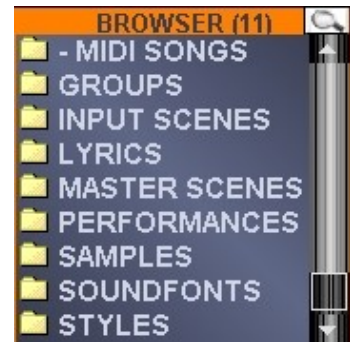 BROWSER (11)
- MIDI SONGS
GROUPS
INPUT SCENES
LYRICS
MASTER SCENES
PERFORMANCES
SAMPLES
SOUNDFONTS
STYLES